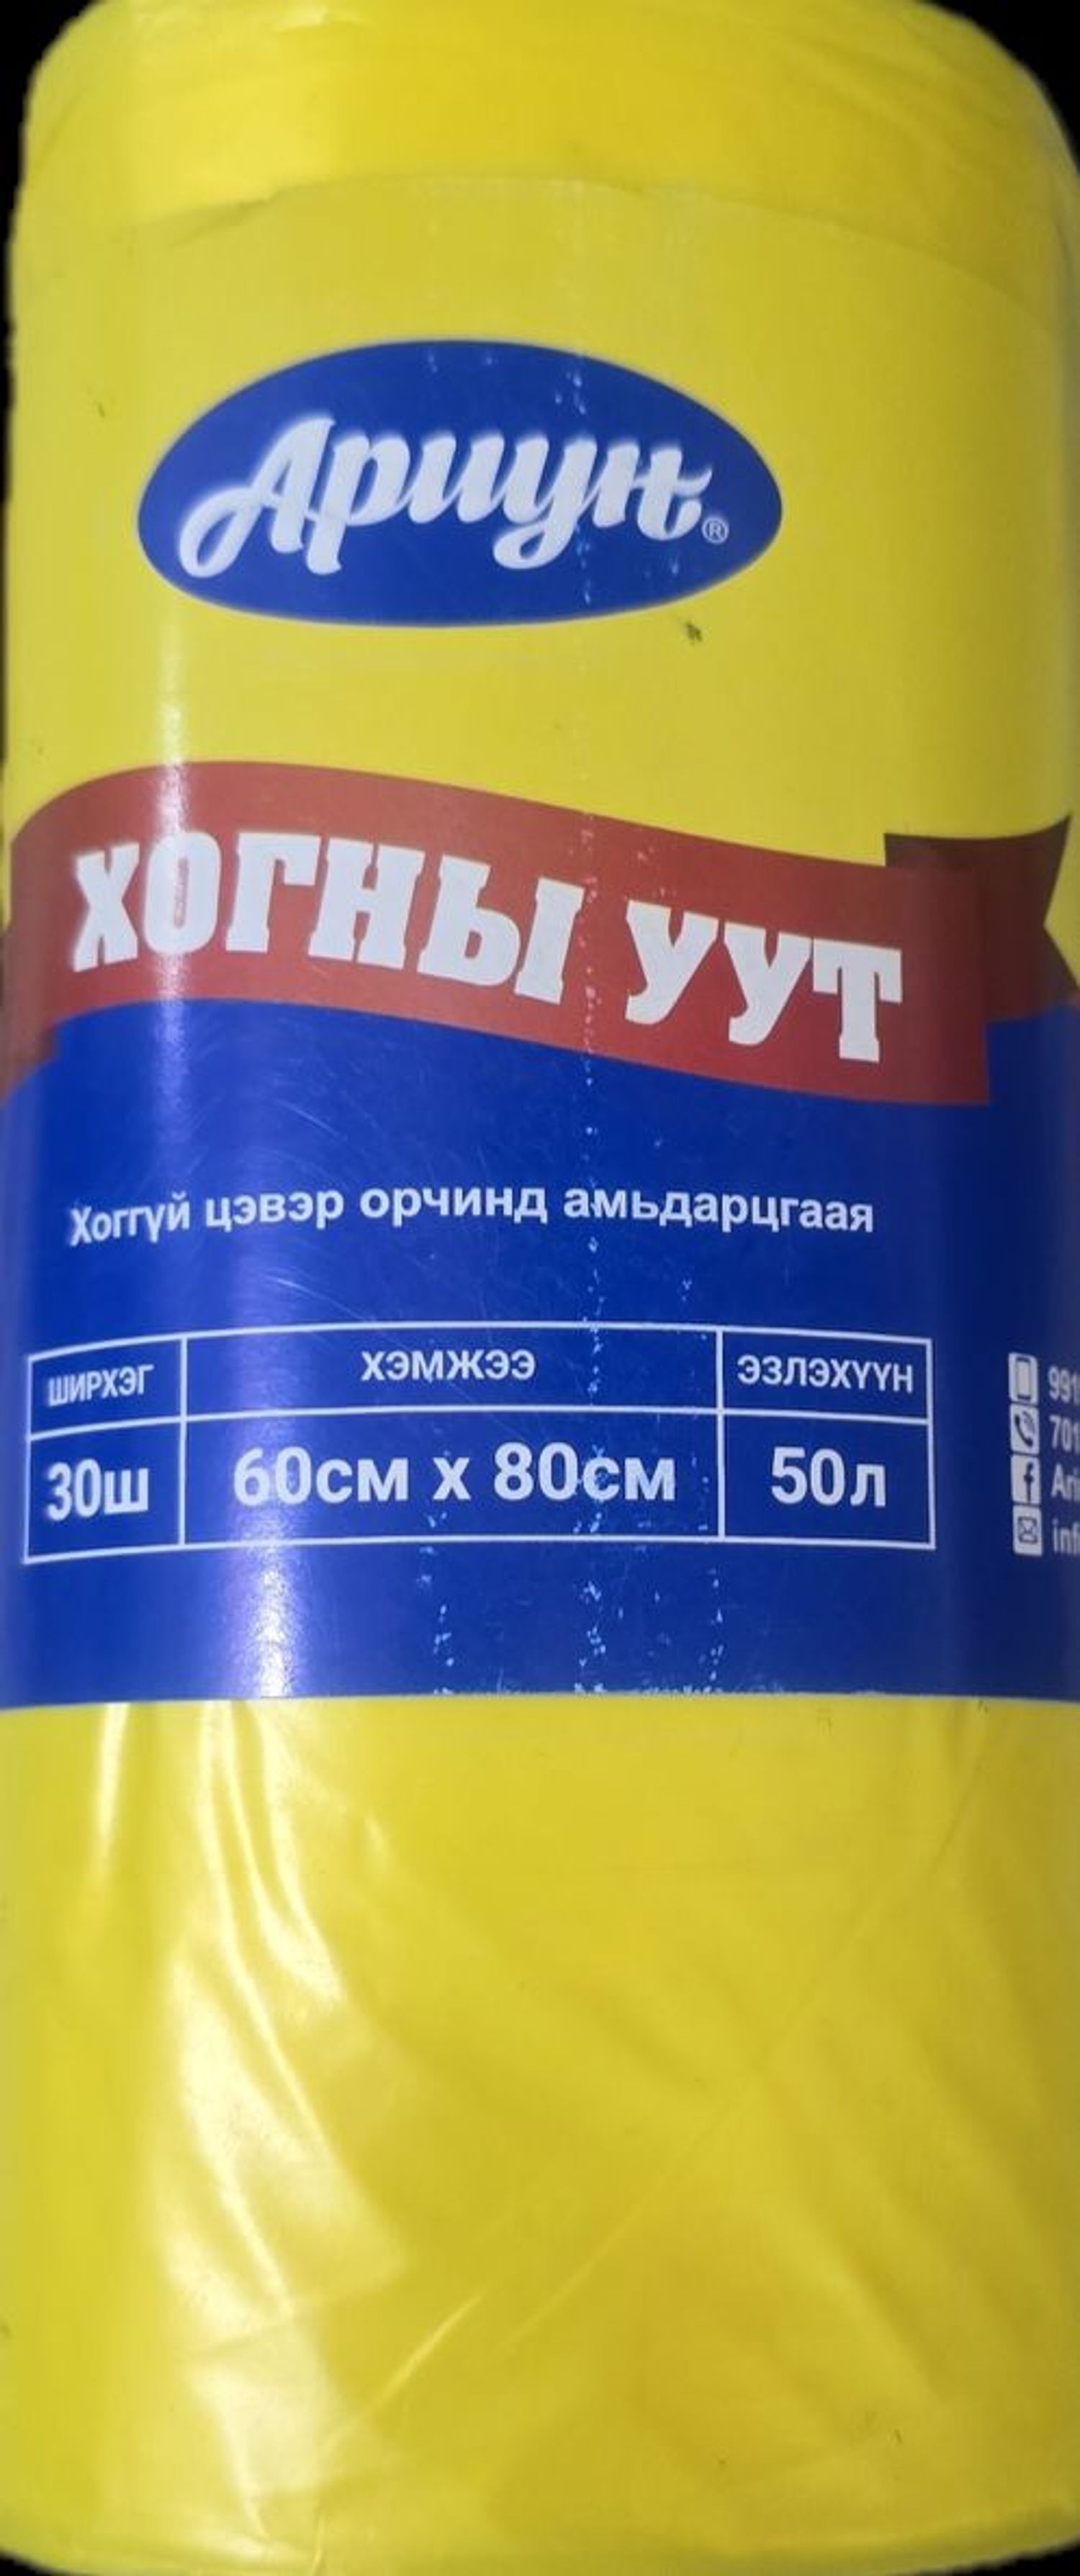 Ариун®
ХОГНЫ УУТ
Хоггүй цэвэр орчинд амьдарцгаая
ШИРХЭГ ХЭМЖЭЭ ЭЗЛЭХҮҮН
30ш 60см x 80см 50л